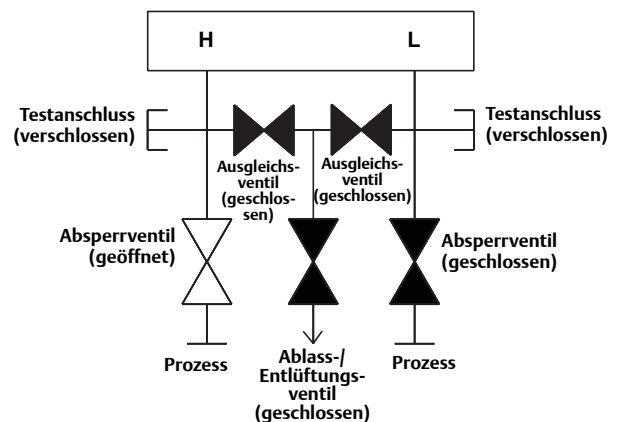 H
L
Testanschluss
(verschlossen)
Testanschluss
(verschlossen)
Ausgleichs-
ventil
(geschlos-
sen)
Ausgleichs-
ventil
(geschlossen)
Absperrventil
(geöffnet)
Absperrventil
(geschlossen)
Prozess
Ablass-/
Entlüftungs-
ventil
(geschlossen)
Prozess